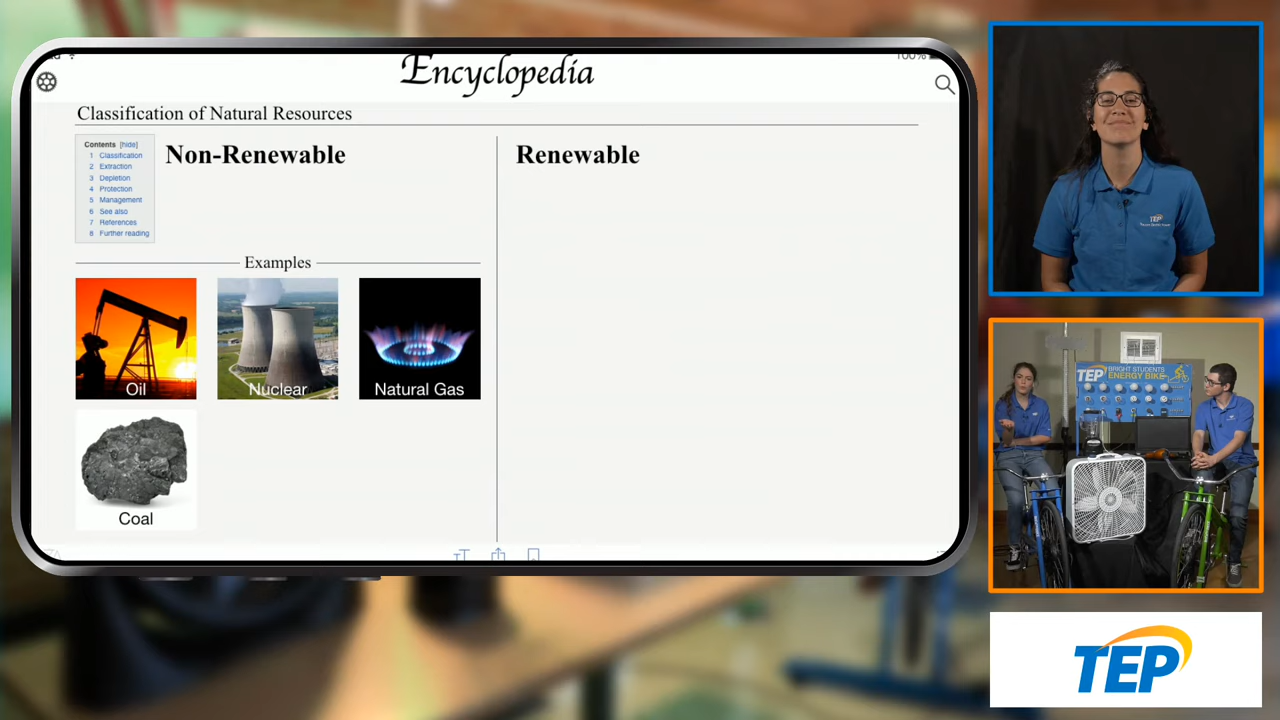 100%
Encyclopedia
Classification of Natural Resources
Contents [hide]
1 Classification
2 Extraction
3 Depletion
4 Protection
5 Management
6 See also
7 References
8 Further reading
Non-Renewable
Examples
Oil
Nuclear
Natural Gas
Coal
Renewable
TEP
TEP
BRIGHT STUDENTS
ENERGY BIKE
TEP